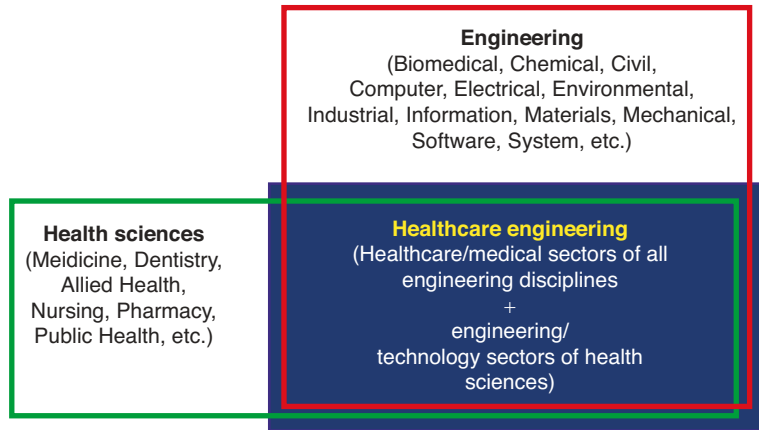 Engineering
(Biomedical, Chemical, Civil,
Computer, Electrical, Environmental,
Industrial, Information, Materials, Mechanical,
Software, System, etc.)
Health sciences
(Meidicine, Dentistry,
Allied Health,
Nursing, Pharmacy,
Public Health, etc.)
Healthcare engineering
(Healthcare/medical sectors of all
engineering disciplines
+
engineering/
technology sectors of health
sciences)